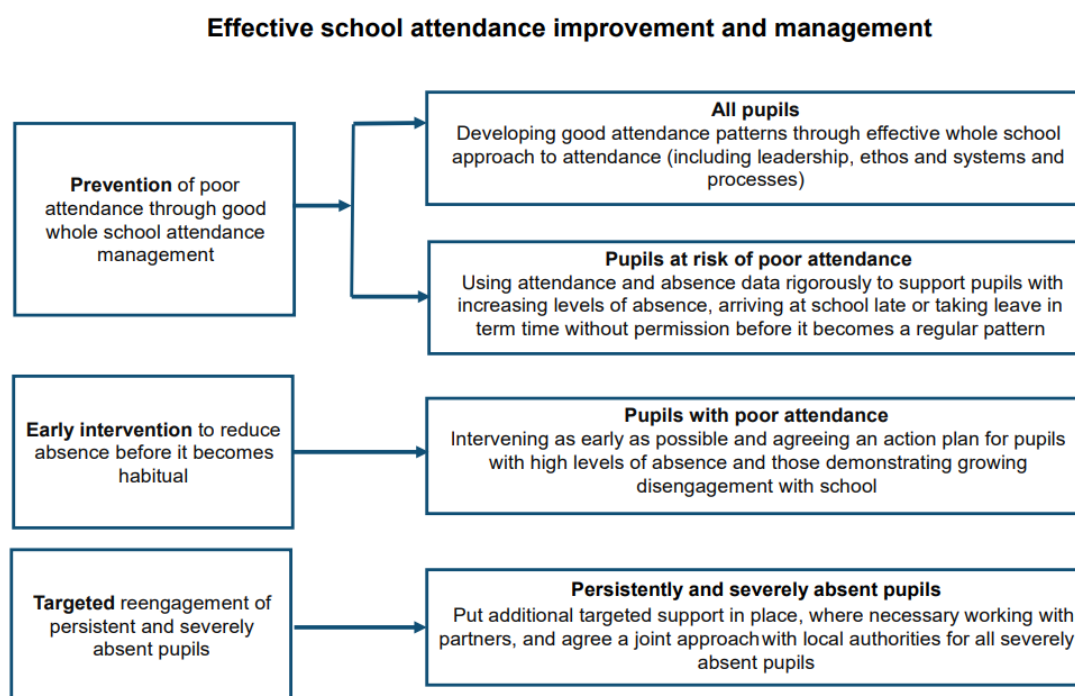 Effective school attendance improvement and management
Prevention of poor
attendance through good
whole school attendance
management
All pupils
Developing good attendance patterns through effective whole school
approach to attendance (including leadership, ethos and systems and
processes)
Pupils at risk of poor attendance
Using attendance and absence data rigorously to support pupils with
increasing levels of absence, arriving at school late or taking leave in
term time without permission before it becomes a regular pattern
Early intervention to reduce
absence before it becomes
habitual
Pupils with poor attendance
Intervening as early as possible and agreeing an action plan for pupils
with high levels of absence and those demonstrating growing
disengagement with school
Targeted reengagement of
persistent and severely
absent pupils
Persistently and severely absent pupils
Put additional targeted support in place, where necessary working with
partners, and agree a joint approach with local authorities for all severely
absent pupils